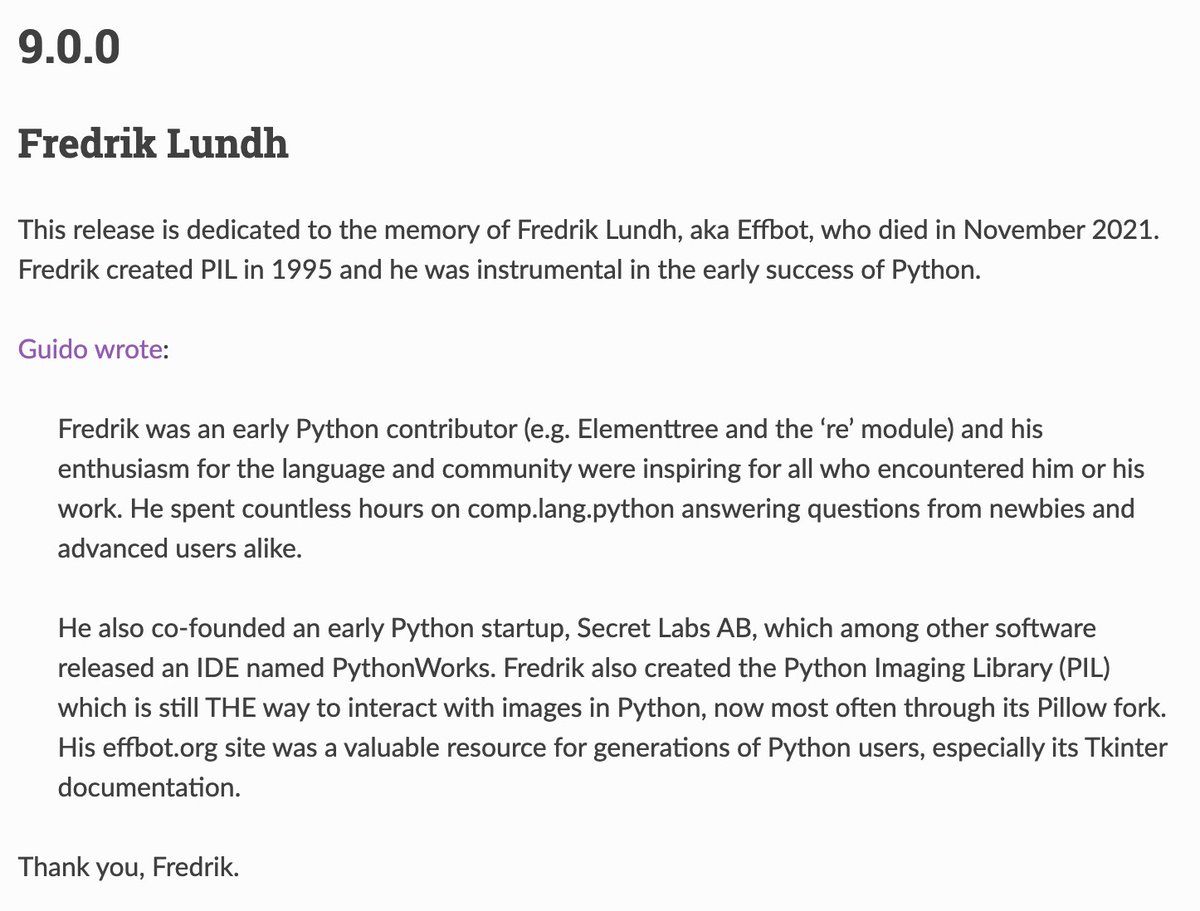 9.0.0
Fredrik Lundh
This release is dedicated to the memory of Fredrik Lundh, aka Effbot, who died in November 2021.
Fredrik created PIL in 1995 and he was instrumental in the early success of Python.
Guido wrote:
Fredrik was an early Python contributor (e.g. Elementtree and the ‘re’ module) and his
enthusiasm for the language and community were inspiring for all who encountered him or his
work. He spent countless hours on comp.lang.python answering questions from newbies and
advanced users alike.
He also co-founded an early Python startup, Secret Labs AB, which among other software
released an IDE named PythonWorks. Fredrik also created the Python Imaging Library (PIL)
which is still THE way to interact with images in Python, now most often through its Pillow fork.
His effbot.org site was a valuable resource for generations of Python users, especially its Tkinter
documentation.
Thank you, Fredrik.